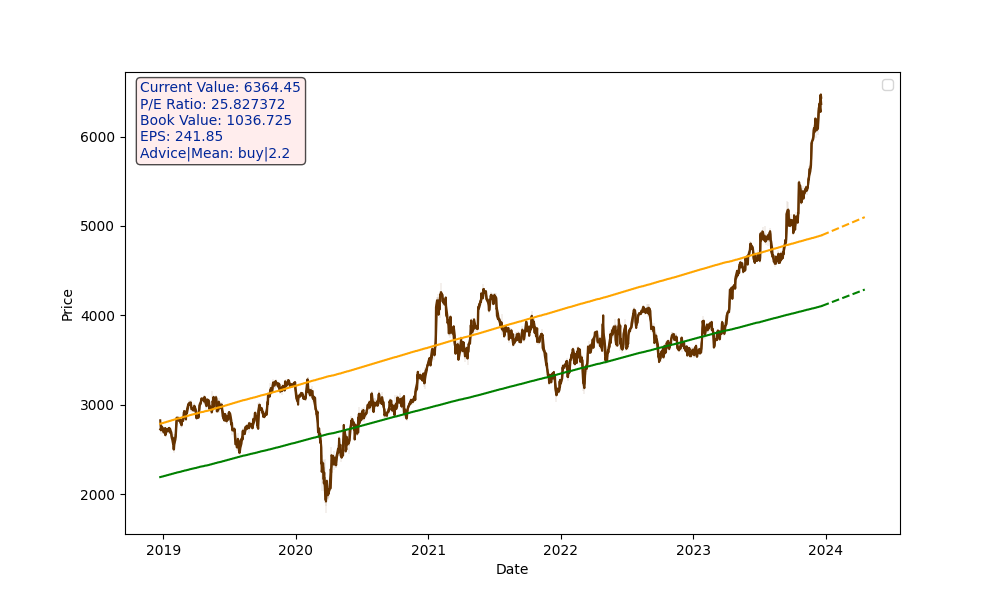 Current Value: 6364.45
P/E Ratio: 25.827372
Book Value: 1036.725
EPS: 241.85
Advice|Mean: buy|2.2
6000
5000
4000
3000
2000
Price
2019 2020 2021 2022 2023 2024
Date